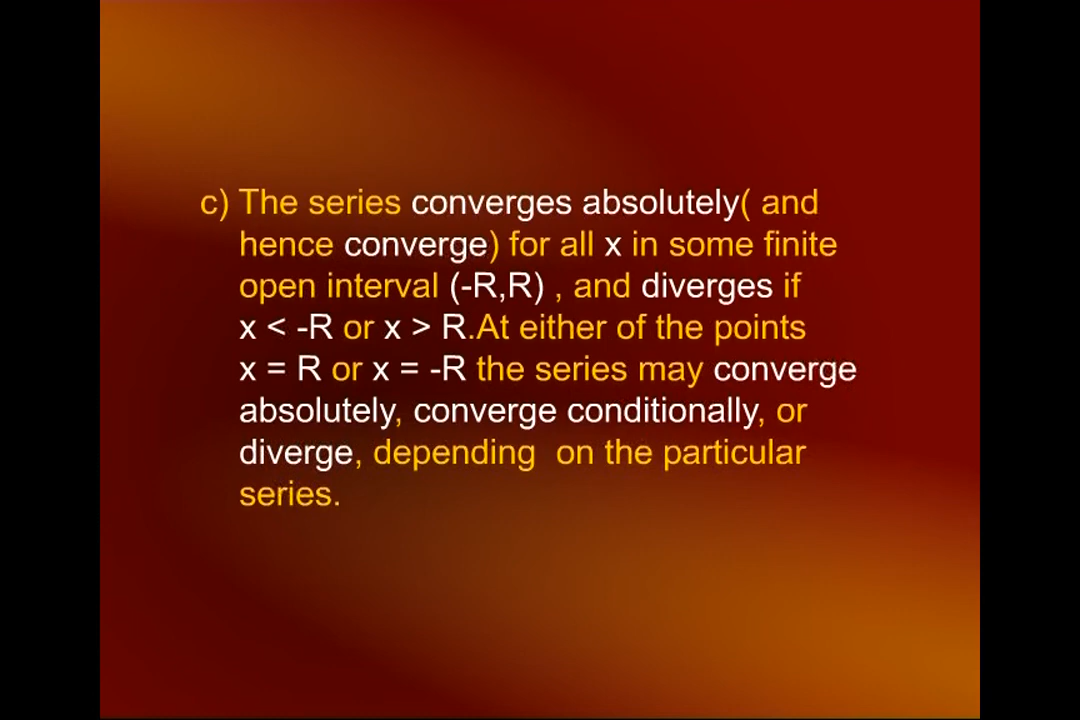 c) The series converges absolutely( and
hence converge) for all x in some finite
open interval (-R,R) , and diverges if
x < -R or x > R.At either of the points
x = R or x = -R the series may converge
absolutely, converge conditionally, or
diverge, depending  on the particular
series.